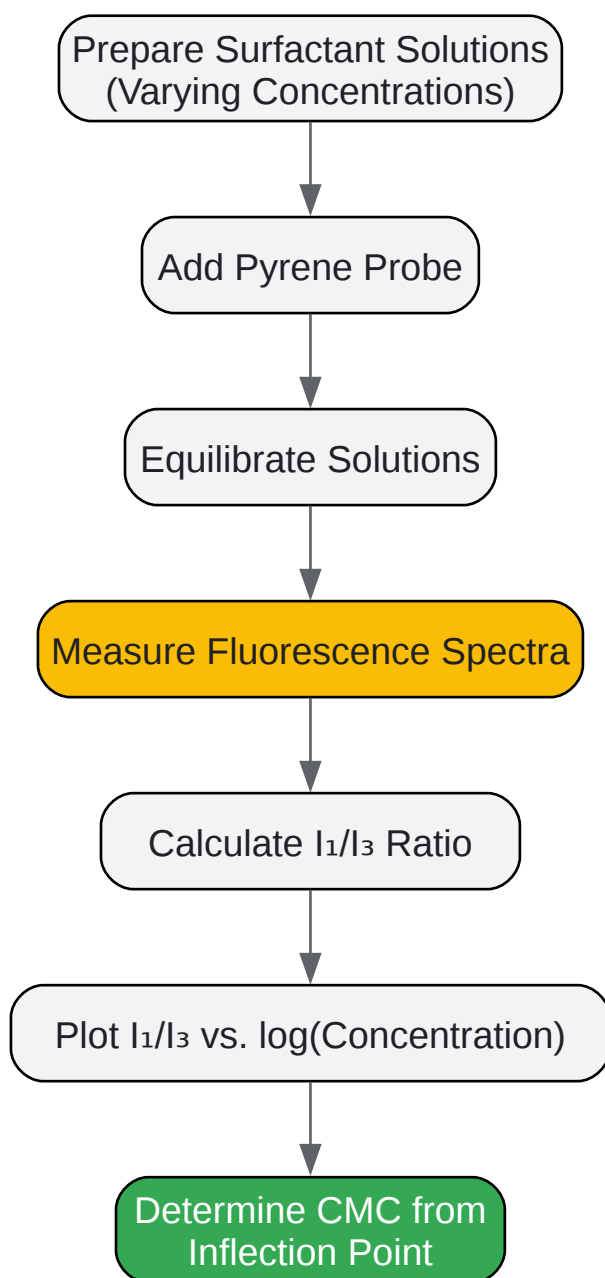 Prepare Surfactant Solutions
(Varying Concentrations)
Add Pyrene Probe
Equilibrate Solutions
Measure Fluorescence Spectra
Calculate I₁/I₃ Ratio
Plot I₁/I₃ vs. log(Concentration)
Determine CMC from
Inflection Point